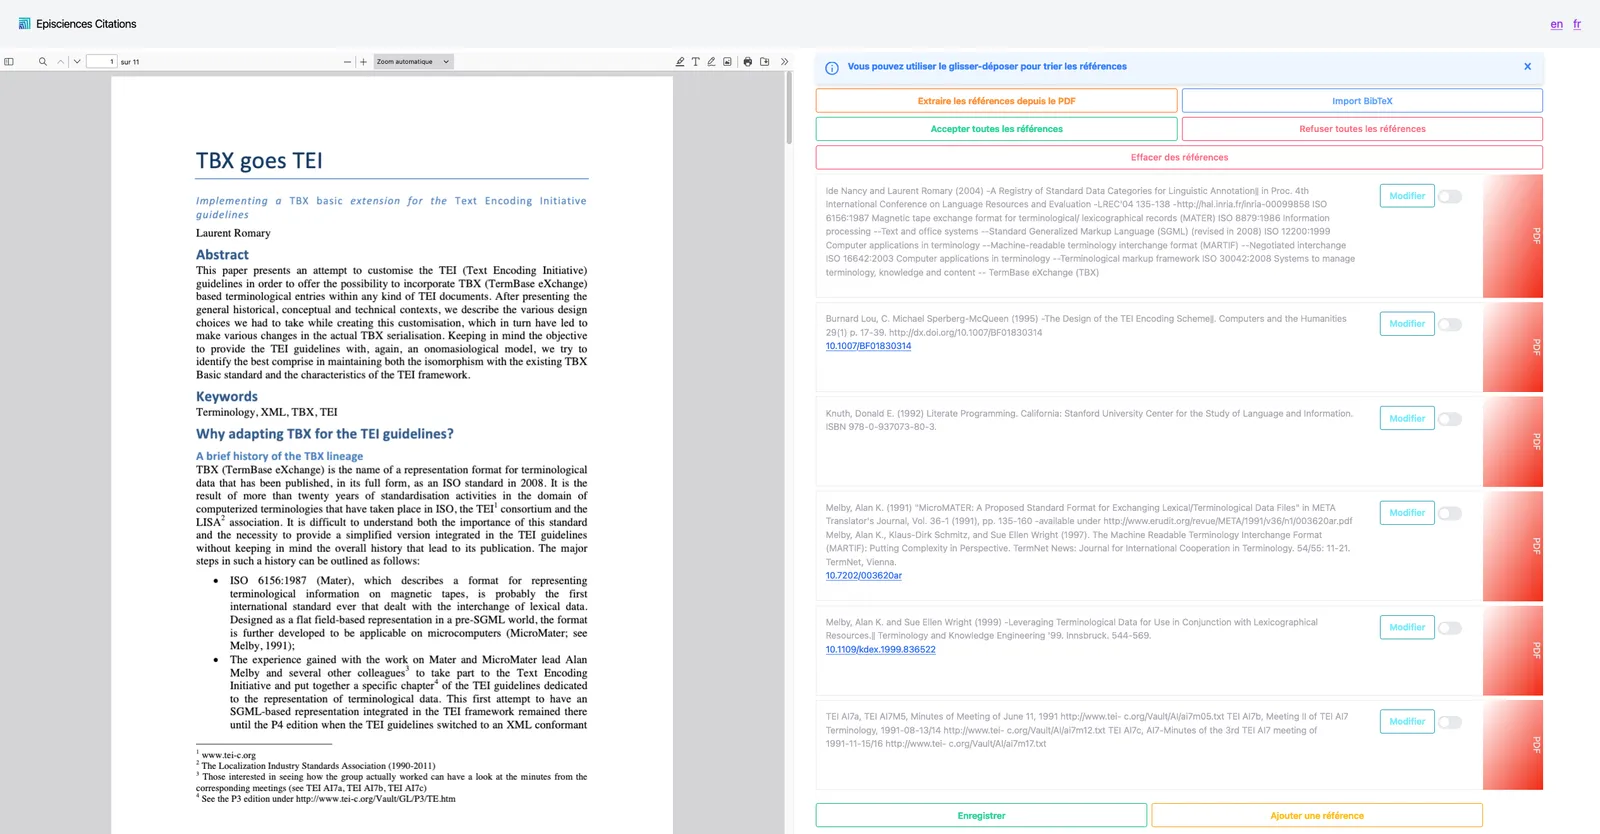 Episciences Citations
en fr
1 sur 11
Zoom automatique
TBX goes TEI
Implementing a TBX basic extension for the Text Encoding Initiative
guidelines
Laurent Romary
Abstract
This paper presents an attempt to customise the TEI (Text Encoding Initiative)
guidelines in order to offer the possibility to incorporate TBX (TermBase eXchange)
based terminological entries within any kind of TEI documents. After presenting the
general historical, conceptual and technical contexts, we describe the various design
choices we had to take while creating this customisation, which in turn have led to
make various changes in the actual TBX serialisation. Keeping in mind the objective
to provide the TEI guidelines with, again, an onomasiological model, we try to
identify the best comprise in maintaining both the isomorphism with the existing TBX
Basic standard and the characteristics of the TEI framework.
Keywords
Terminology, XML, TBX, TEI
Why adapting TBX for the TEI guidelines?
A brief history of the TBX lineage
TBX (TermBase eXchange) is the name of a representation format for terminological
data that has been published, in its full form, as an ISO standard in 2008. It is the
result of more than twenty years of standardisation activities in the domain of
computerized terminologies that have taken place in ISO, the TEI1 consortium and the
LISA2 association. It is difficult to understand both the importance of this standard
and the necessity to provide a simplified version integrated in the TEI guidelines
without keeping in mind the overall history that lead to its publication. The major
steps in such a history can be outlined as follows:
• ISO 6156:1987 (Mater), which describes a format for representing
terminological information on magnetic tapes, is probably the first
international standard ever that dealt with the interchange of lexical data.
Designed as a flat field-based representation in a pre-SGML world, the format
is further developed to be applicable on microcomputers (MicroMater; see
Melby, 1991);
• The experience gained with the work on Mater and MicroMater lead Alan
Melby and several other colleagues3 to take part to the Text Encoding
Initiative and put together a specific chapter4 of the TEI guidelines dedicated
to the representation of terminological data. This first attempt to have an
SGML-based representation integrated in the TEI framework remained there
until the P4 edition when the TEI guidelines switched to an XML conformant
1 www.tei-c.org
2 The Localization Industry Standards Association (1990-2011)
3 Those interested in seeing how the group actually worked can have a look at the minutes from the
corresponding meetings (see TEI AI7a, TEI AI7b, TEI AI7c)
4 See the P3 edition under http://www.tei-c.org/Vault/GL/P3/TE.htm
Vous pouvez utiliser le glisser-déposer pour trier les références
Extraire les références depuis le PDF
Import BibTeX
Accepter toutes les références
Refuser toutes les références
Effacer des références
Ide Nancy and Laurent Romary (2004) -A Registry of Standard Data Categories for Linguistic Annotation‖ in Proc. 4th
International Conference on Language Resources and Evaluation -LREC'04 135-138 -http://hal.inria.fr/inria-00099858 ISO
6156:1987 Magnetic tape exchange format for terminological/ lexicographical records (MATER) ISO 8879:1986 Information
processing --Text and office systems --Standard Generalized Markup Language (SGML) (revised in 2008) ISO 12200:1999
Computer applications in terminology --Machine-readable terminology interchange format (MARTIF) --Negotiated interchange
ISO 16642:2003 Computer applications in terminology --Terminological markup framework ISO 30042:2008 Systems to manage
terminology, knowledge and content -- TermBase eXchange (TBX)
Modifier
PDF
Burnard Lou, C. Michael Sperberg-McQueen (1995) -The Design of the TEI Encoding Scheme‖. Computers and the Humanities
29(1) p. 17-39. http://dx.doi.org/10.1007/BF01830314
10.1007/BF01830314
Modifier
PDF
Knuth, Donald E. (1992) Literate Programming. California: Stanford University Center for the Study of Language and Information.
ISBN 978-0-937073-80-3.
Modifier
PDF
Melby, Alan K. (1991) "MicroMATER: A Proposed Standard Format for Exchanging Lexical/Terminological Data Files" in META
Translator's Journal, Vol. 36-1 (1991), pp. 135-160 -available under http://www.erudit.org/revue/META/1991/v36/n1/003620ar.pdf
Melby, Alan K., Klaus-Dirk Schmitz, and Sue Ellen Wright (1997). The Machine Readable Terminology Interchange Format
(MARTIF): Putting Complexity in Perspective. TermNet News: Journal for International Cooperation in Terminology. 54/55: 11-21.
TermNet, Vienna.
10.7202/003620ar
Modifier
PDF
Melby, Alan K. and Sue Ellen Wright (1999) -Leveraging Terminological Data for Use in Conjunction with Lexicographical
Resources.‖ Terminology and Knowledge Engineering '99. Innsbruck. 544-569.
10.1109/kdex.1999.836522
Modifier
PDF
TEI AI7a, TEI AI7M5, Minutes of Meeting of June 11, 1991 http://www.tei- c.org/Vault/AI/ai7m05.txt TEI AI7b, Meeting II of TEI AI7
Terminology, 1991-08-13/14 http://www.tei- c.org/Vault/AI/ai7m12.txt TEI AI7c, AI7-Minutes of the 3rd TEI AI7 meeting of
1991-11-15/16 http://www.tei- c.org/Vault/AI/ai7m17.txt
Modifier
PDF
Enregistrer
Ajouter une référence